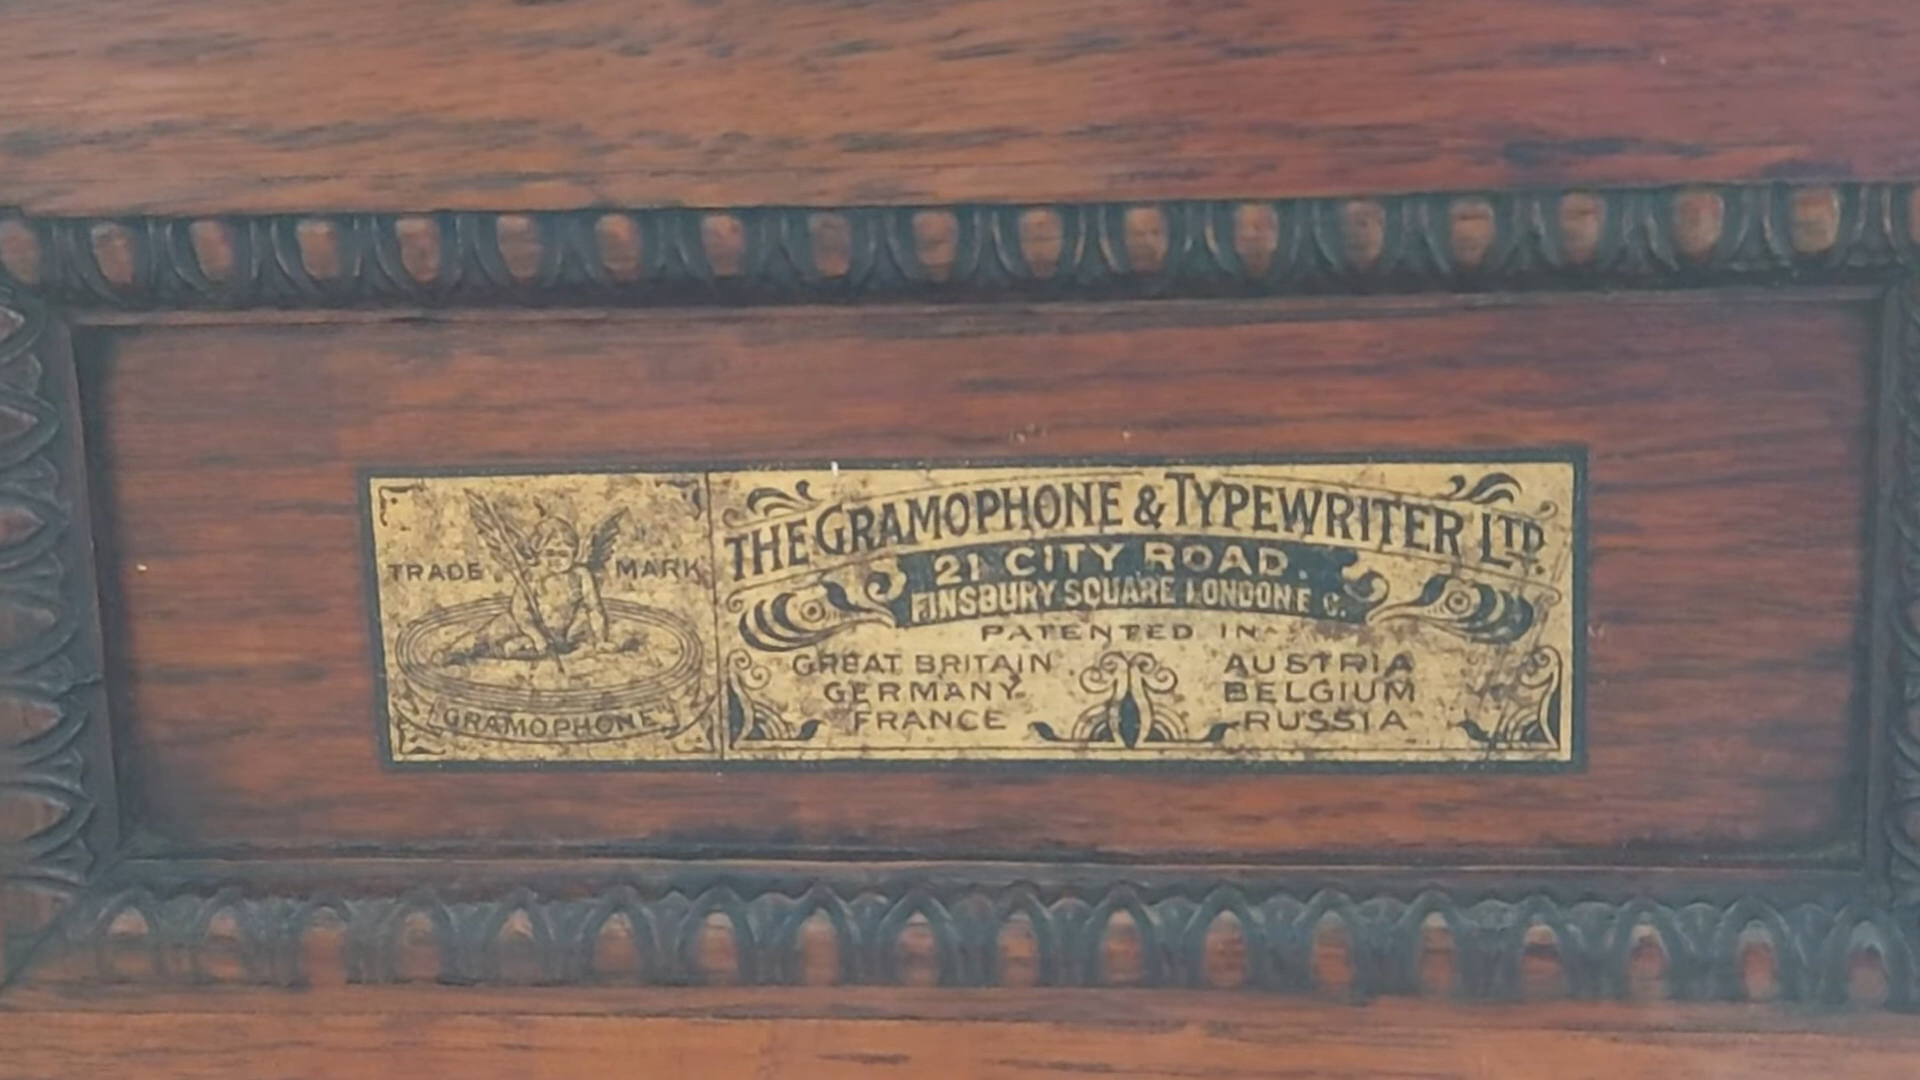 TRADE MARK
"GRAMOPHONE"
THE GRAMOPHONE & TYPEWRITER LTD.
21 CITY ROAD.
FINSBURY SQUARE LONDON E.C.
PATENTED IN
GREAT BRITAIN AUSTRIA
GERMANY BELGIUM
FRANCE RUSSIA